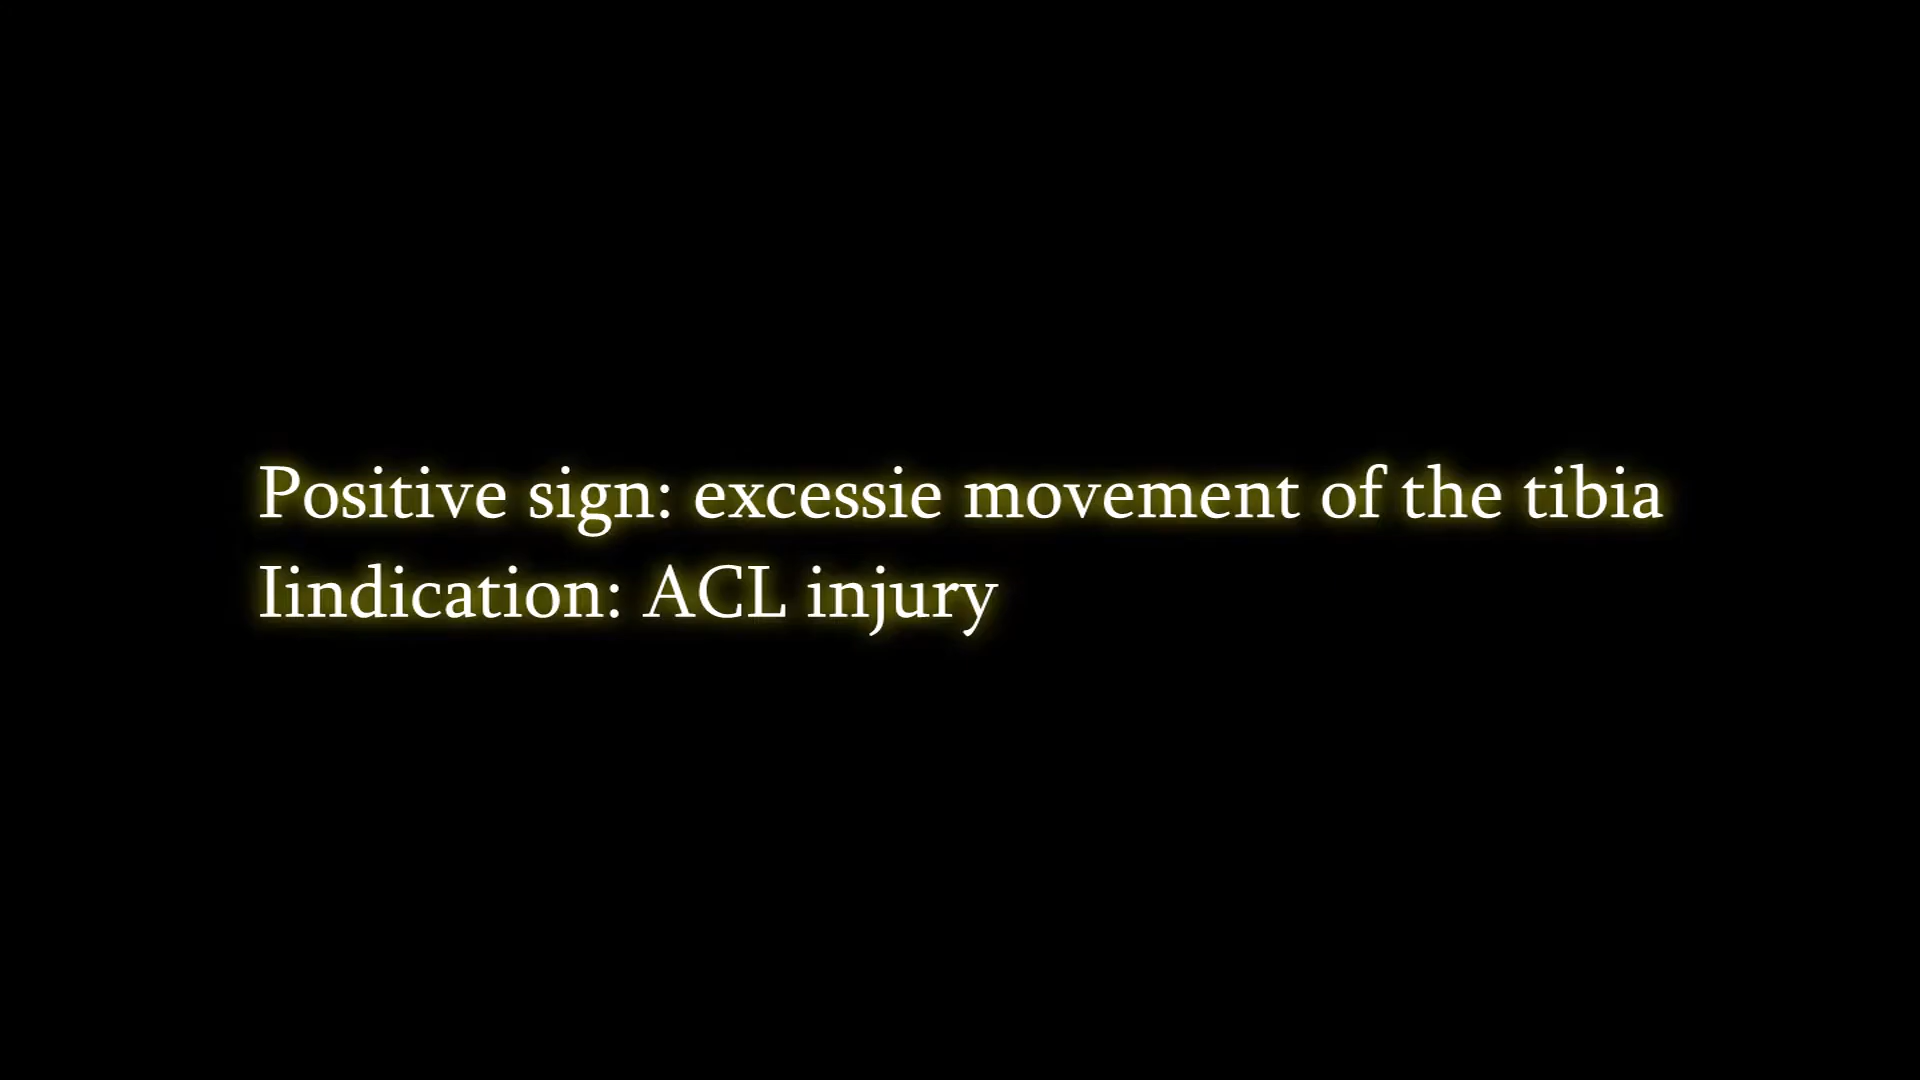 Positive sign: excessie movement of the tibia
Iindication: ACL injury